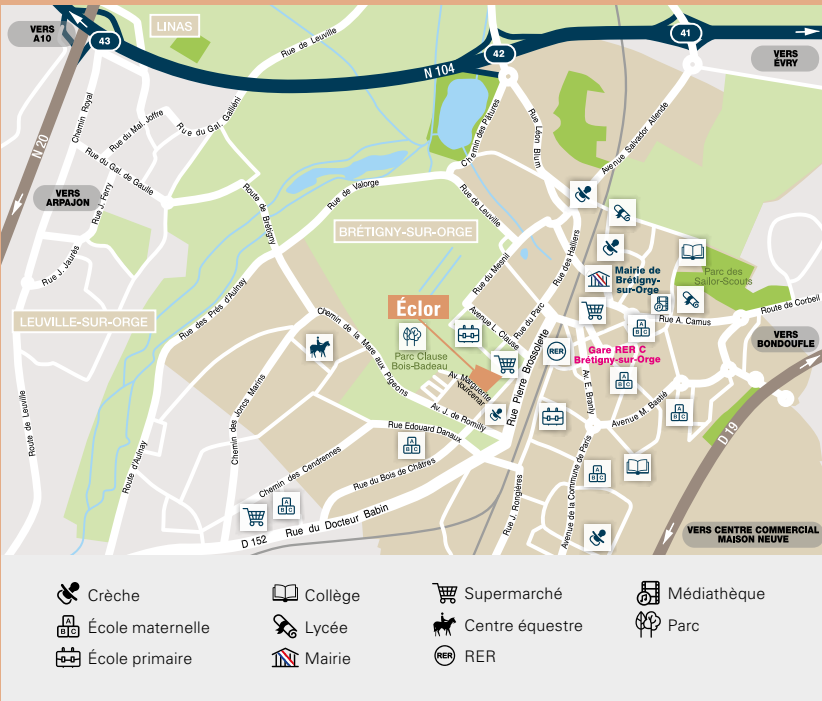 VERS
A10
43
LINAS
Rue de Leuville
42
41
N 104
VERS
ÉVRY
N 20
Chemin Royal
Rue du Mal. Joffre
Rue du Gal. Galliéni
Rue du Gal. de Gaulle
Chemin des Pâtures
Rue Léon Blum
Avenue Salvador Allende
VERS
ARPAJON
Rue J. Ferry
Route de Brétigny
Rue de Valorge
Rue de Leuville
BRÉTIGNY-SUR-ORGE
Rue J. Jaurès
Rue des Prés d'Aulnay
Rue du Mesnil
Rue des Halliers
Mairie de
Brétigny-
sur-Orge
Parc des
Sailor-Scouts
Route de Corbeil
LEUVILLE-SUR-ORGE
Éclor
Chemin de la Mare aux Pigeons
Avenue L. Clause
Rue du Parc
Rue A. Camus
VERS
BONDOUFLE
Parc Clause
Bois-Badeau
RER
Gare RER C
Brétigny-sur-Orge
Rue Pierre Brossolette
Av. Marguerite
Yourcenar
Av. J. de Romilly
Av. E. Branly
Avenue M. Bastié
A
B C
A
B C
A
B C
D 19
Route de Leuville
Route d'Aulnay
Chemin des Joncs Marins
Rue Edouard Danaux
A
B C
Chemin des Cendrennes
Rue du Bois de Châtres
Rue J. Rongières
Avenue de la Commune de Paris
A
B C
A
B C
D 152
Rue du Docteur Babin
VERS CENTRE COMMERCIAL
MAISON NEUVE
Crèche
Collège
Supermarché
Médiathèque
A
B C
École maternelle
Lycée
Centre équestre
Parc
École primaire
Mairie
RER
RER